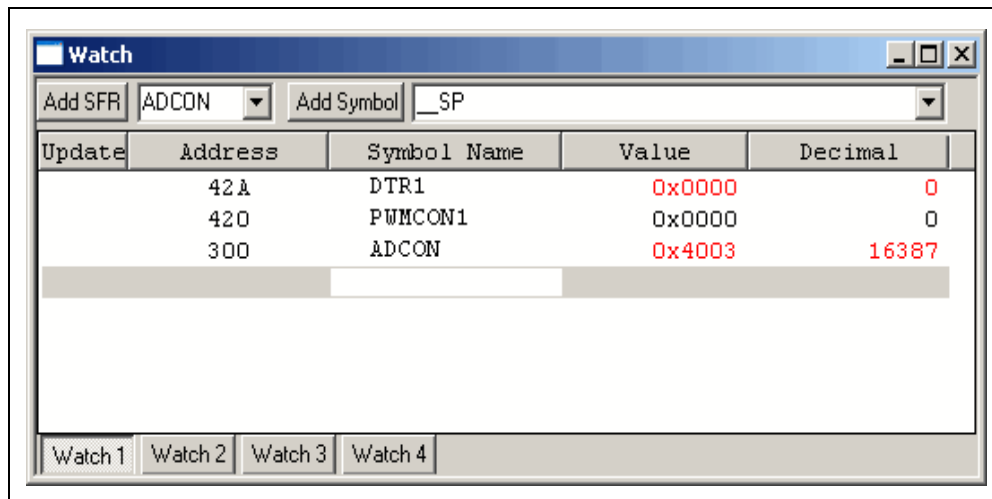 Watch
Add SFR ADCON Add Symbol __SP
Update Address Symbol Name Value Decimal
42A DTR1 0x0000 0
420 PWMCON1 0x0000 0
300 ADCON 0x4003 16387
Watch 1 Watch 2 Watch 3 Watch 4